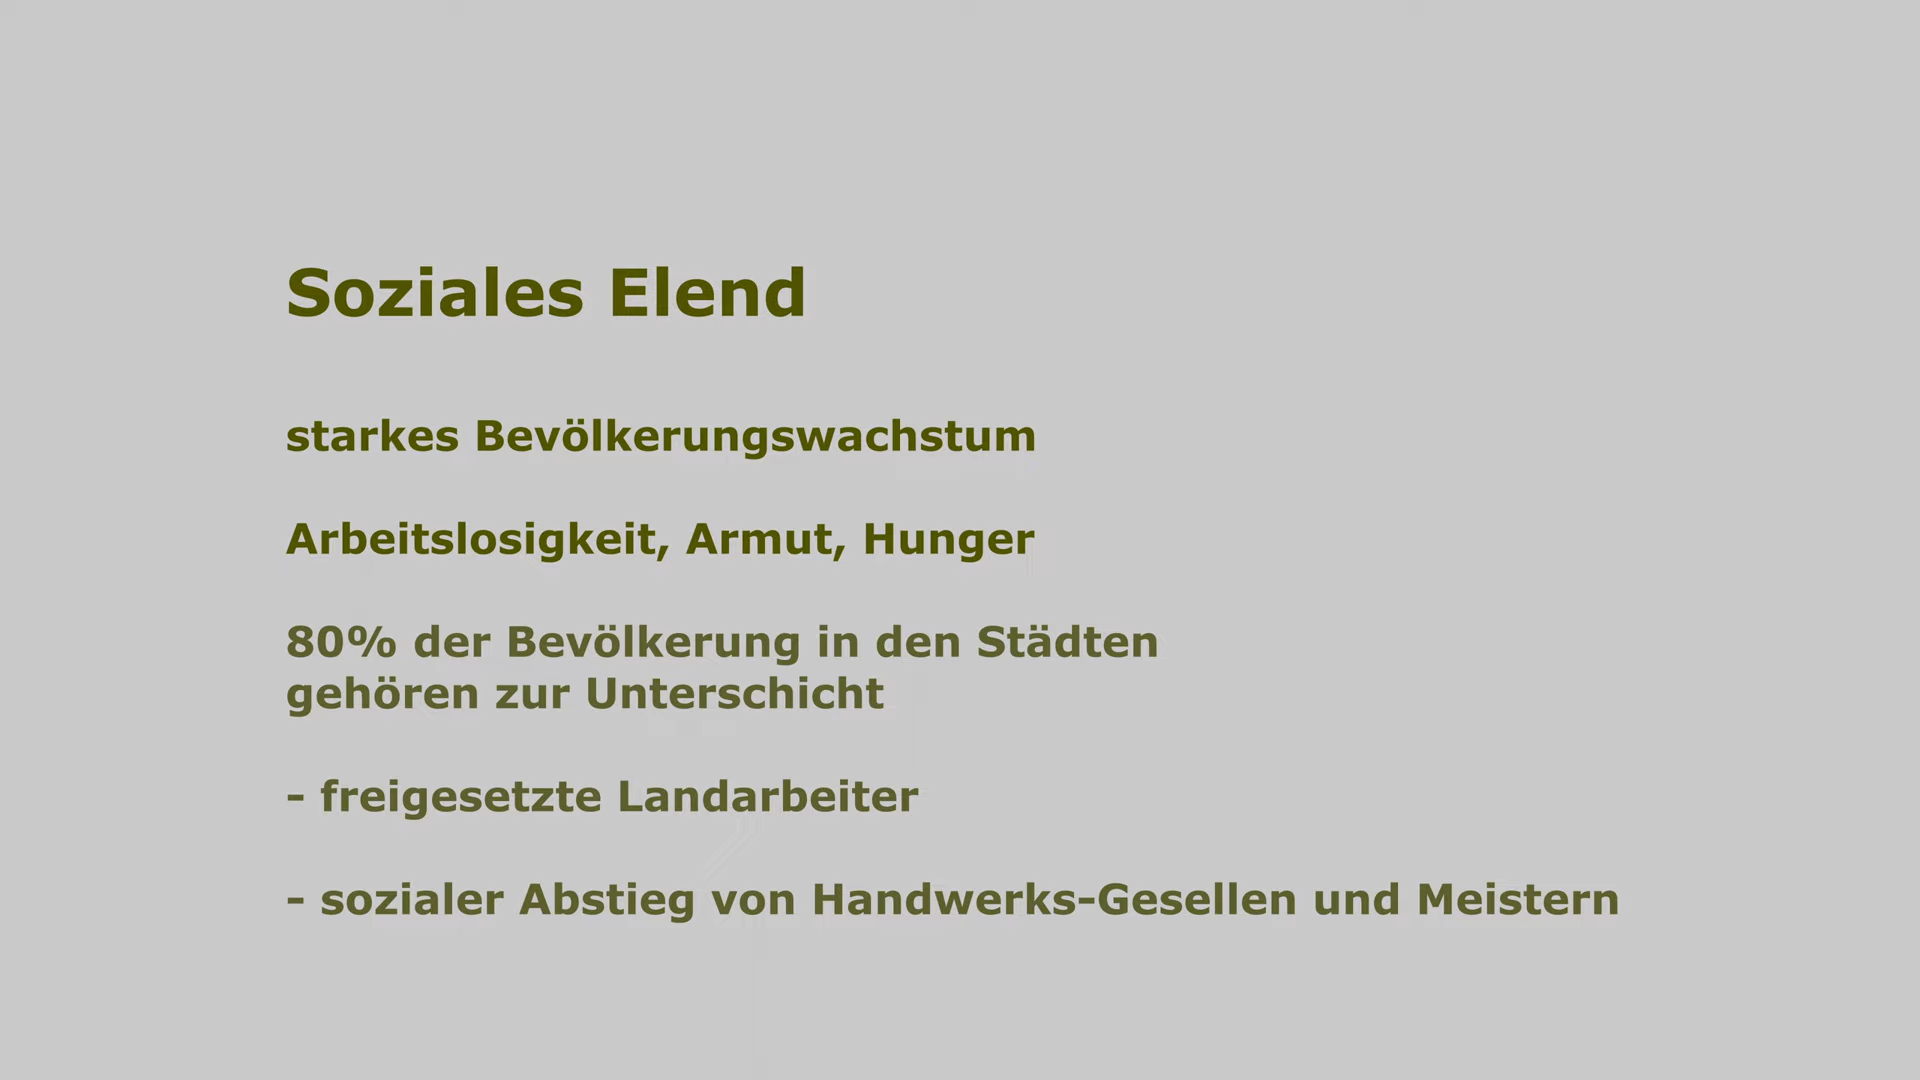 Soziales Elend
starkes Bevölkerungswachstum
Arbeitslosigkeit, Armut, Hunger
80% der Bevölkerung in den Städten
gehören zur Unterschicht
- freigesetzte Landarbeiter
- sozialer Abstieg von Handwerks-Gesellen und Meistern